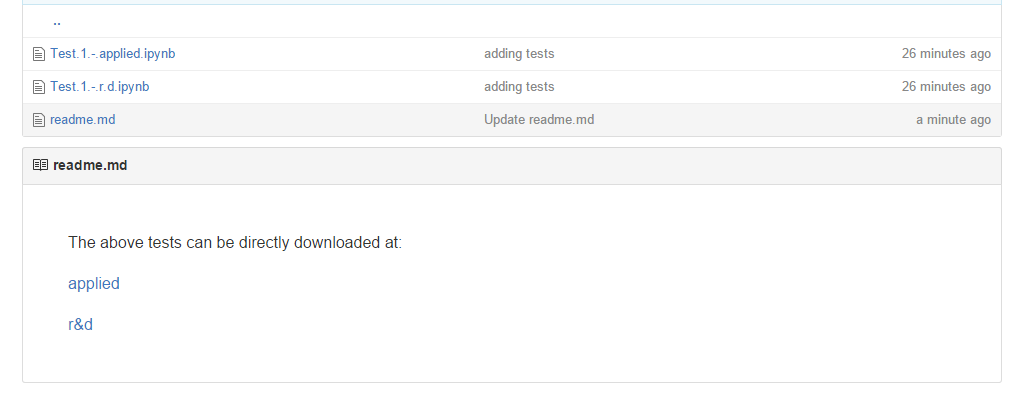 ..
Test.1.-.applied.ipynb adding tests 26 minutes ago
Test.1.-.r.d.ipynb adding tests 26 minutes ago
readme.md Update readme.md a minute ago
readme.md
The above tests can be directly downloaded at:
applied
r&d